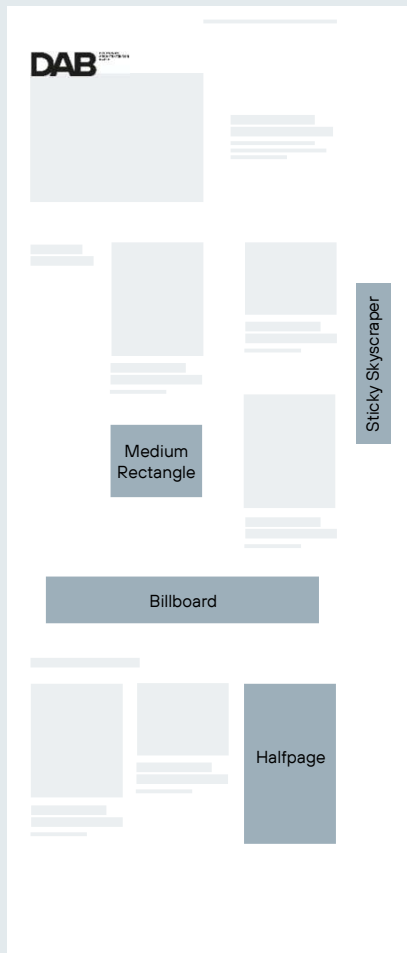 DAB
Sticky Skyscraper
Medium
Rectangle
Billboard
Halfpage